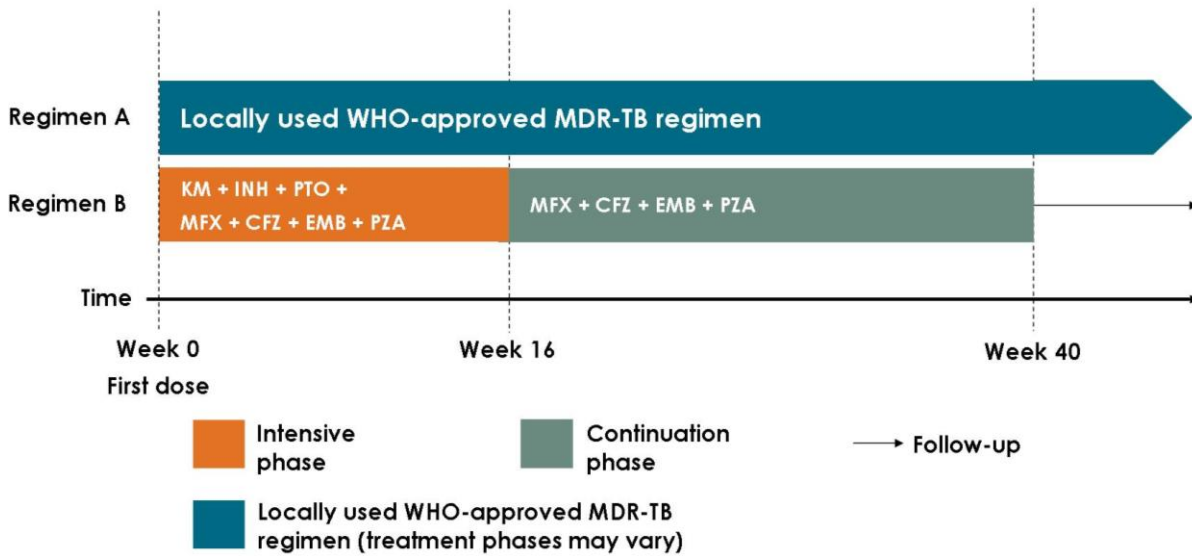 Regimen A
Locally used WHO-approved MDR-TB regimen
Regimen B
KM + INH + PTO +
MFX + CFZ + EMB + PZA
MFX + CFZ + EMB + PZA
Time
Week 0
First dose
Week 16
Week 40
Intensive
phase
Continuation
phase
Follow-up
Locally used WHO-approved MDR-TB
regimen (treatment phases may vary)